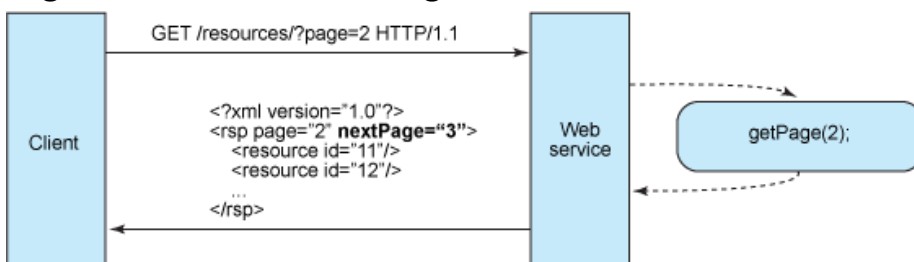 GET /resources/?page=2 HTTP/1.1
Client
<?xml version="1.0"?>
<rsp page="2" nextPage="3">
<resource id="11"/>
<resource id="12"/>
...
</rsp>
Web
service
getPage(2);